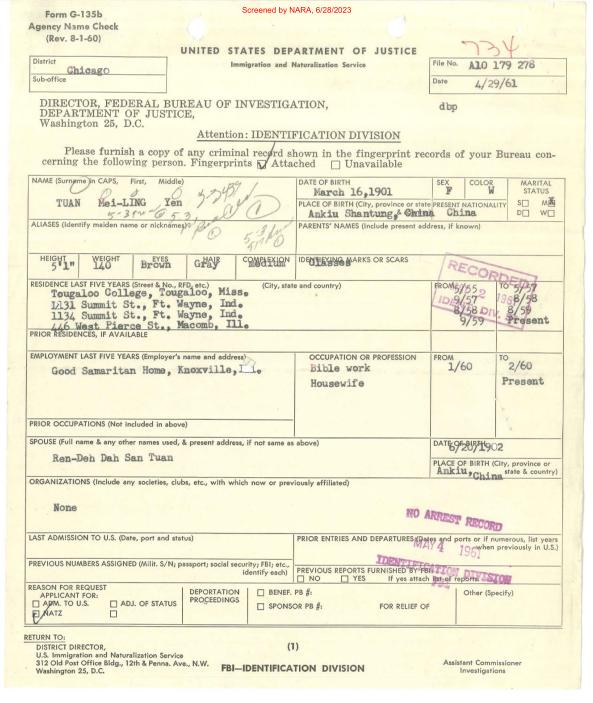 Screened by NARA, 6/28/2023
Form G-135b
Agency Name Check
(Rev. 8-1-60)
UNITED STATES DEPARTMENT OF JUSTICE
Immigration and Naturalization Service
734
District
Chicago
Sub-office
File No. A10 179 278
Date 4/29/61
dbp
DIRECTOR, FEDERAL BUREAU OF INVESTIGATION,
DEPARTMENT OF JUSTICE,
Washington 25, D.C.
Attention: IDENTIFICATION DIVISION
Please furnish a copy of any criminal record shown in the fingerprint records of your Bureau con-
cerning the following person. Fingerprints Attached Unavailable
NAME (Surname in CAPS, First, Middle)
TUAN Mei-LING Yen
DATE OF BIRTH
March 16,1901
SEX
F
COLOR
W
MARITAL STATUS
S M
D W
PLACE OF BIRTH (City, province or state
Ankiu Shantung, China
PRESENT NATIONALITY
China
ALIASES (Identify maiden name or nicknames)
PARENTS' NAMES (Include present address, if known)
HEIGHT
5'1"
WEIGHT
140
EYES
Brown
HAIR
Gray
COMPLEXION
Medium
IDENTIFYING MARKS OR SCARS
Glasses
RECORDED
RESIDENCE LAST FIVE YEARS (Street & No., RFD, etc.) (City, state and country)
FROM TO
Tougaloo College, Tougaloo, Miss. 9/55 5/57
1831 Summit St., Ft. Wayne, Ind. 9/57 8/58
1134 Summit St., Ft. Wayne, Ind. 8/58 8/59
446 West Pierce St., Macomb, Ill. 9/59 Present
PRIOR RESIDENCES, IF AVAILABLE
EMPLOYMENT LAST FIVE YEARS (Employer's name and address)
OCCUPATION OR PROFESSION
FROM
TO
Good Samaritan Home, Knoxville,
Bible work 1/60 2/60
Housewife Present
PRIOR OCCUPATIONS (Not included in above)
SPOUSE (Full name & any other names used, & present address, if not same as above)
Ren-Deh Dah San Tuan
DATE OF BIRTH
6/20/1902
PLACE OF BIRTH (City, province or state & country)
Ankiu, China
ORGANIZATIONS (Include any societies, clubs, etc., with which now or previously affiliated)
None
NO ARREST RECORD
MAY 4 1961
IDENTIFICATION DIVISION
FBI
LAST ADMISSION TO U.S. (Date, port and status)
PRIOR ENTRIES AND DEPARTURES (Dates and ports or if numerous, list years when previously in U.S.)
PREVIOUS NUMBERS ASSIGNED (Milit. S/N; passport; social security; FBI; etc., identify each)
PREVIOUS REPORTS FURNISHED BY FBI:
NO YES If yes attach list of reports
REASON FOR REQUEST
APPLICANT FOR:
ADM. TO U.S. ADJ. OF STATUS
NATZ
DEPORTATION PROCEEDINGS
BENEF. PB #:
SPONSOR PB #: FOR RELIEF OF
Other (Specify)
RETURN TO:
DISTRICT DIRECTOR,
U.S. Immigration and Naturalization Service
312 Old Post Office Bldg., 12th & Penna. Ave., N.W.
Washington 25, D.C.
(1)
FBI—IDENTIFICATION DIVISION
Assistant Commissioner
Investigations